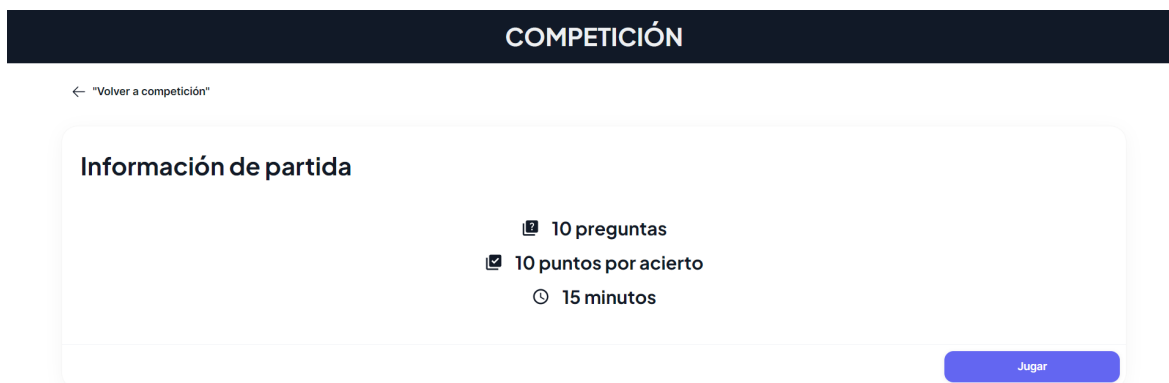 COMPETICIÓN
← "Volver a competición"
Información de partida
10 preguntas
10 puntos por acierto
15 minutos
Jugar